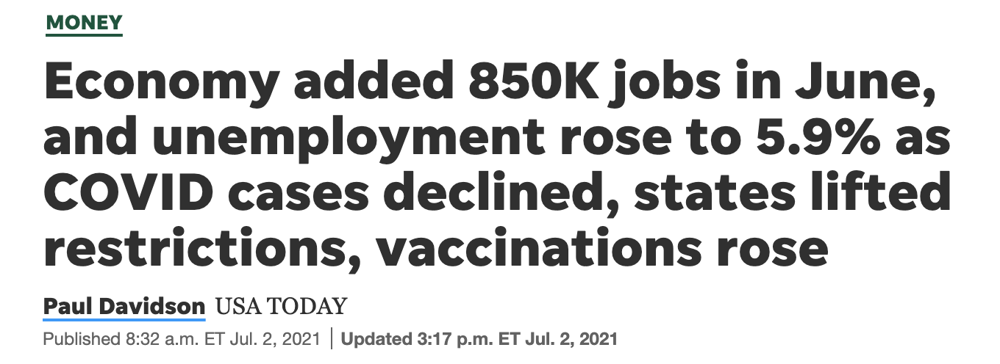 MONEY
Economy added 850K jobs in June,
and unemployment rose to 5.9% as
COVID cases declined, states lifted
restrictions, vaccinations rose
Paul Davidson USA TODAY
Published 8:32 a.m. ET Jul. 2, 2021 | Updated 3:17 p.m. ET Jul. 2, 2021